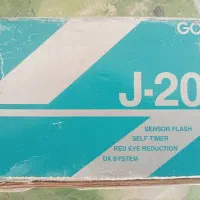 GO
J-20
SENSOR FLASH
SELF-TIMER
RED EYE REDUCTION
DX SYSTEM